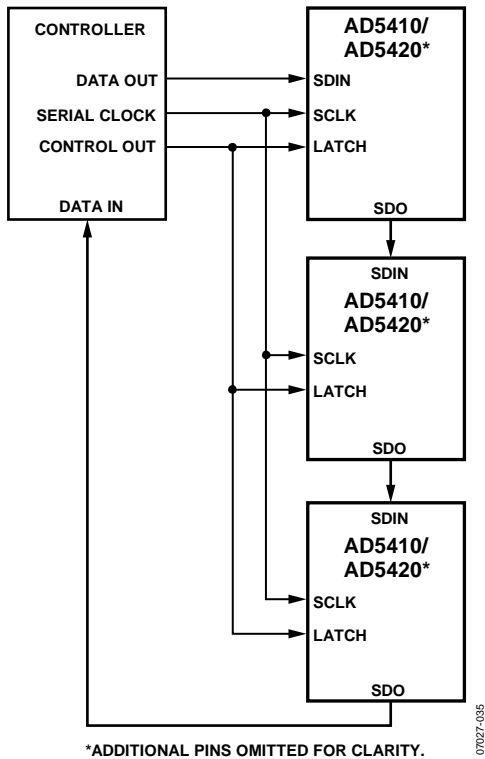 CONTROLLER
DATA OUT
SERIAL CLOCK
CONTROL OUT
DATA IN
AD5410/
AD5420*
SDIN
SCLK
LATCH
SDO
SDIN
AD5410/
AD5420*
SCLK
LATCH
SDO
SDIN
AD5410/
AD5420*
SCLK
LATCH
SDO
*ADDITIONAL PINS OMITTED FOR CLARITY.
07027-035